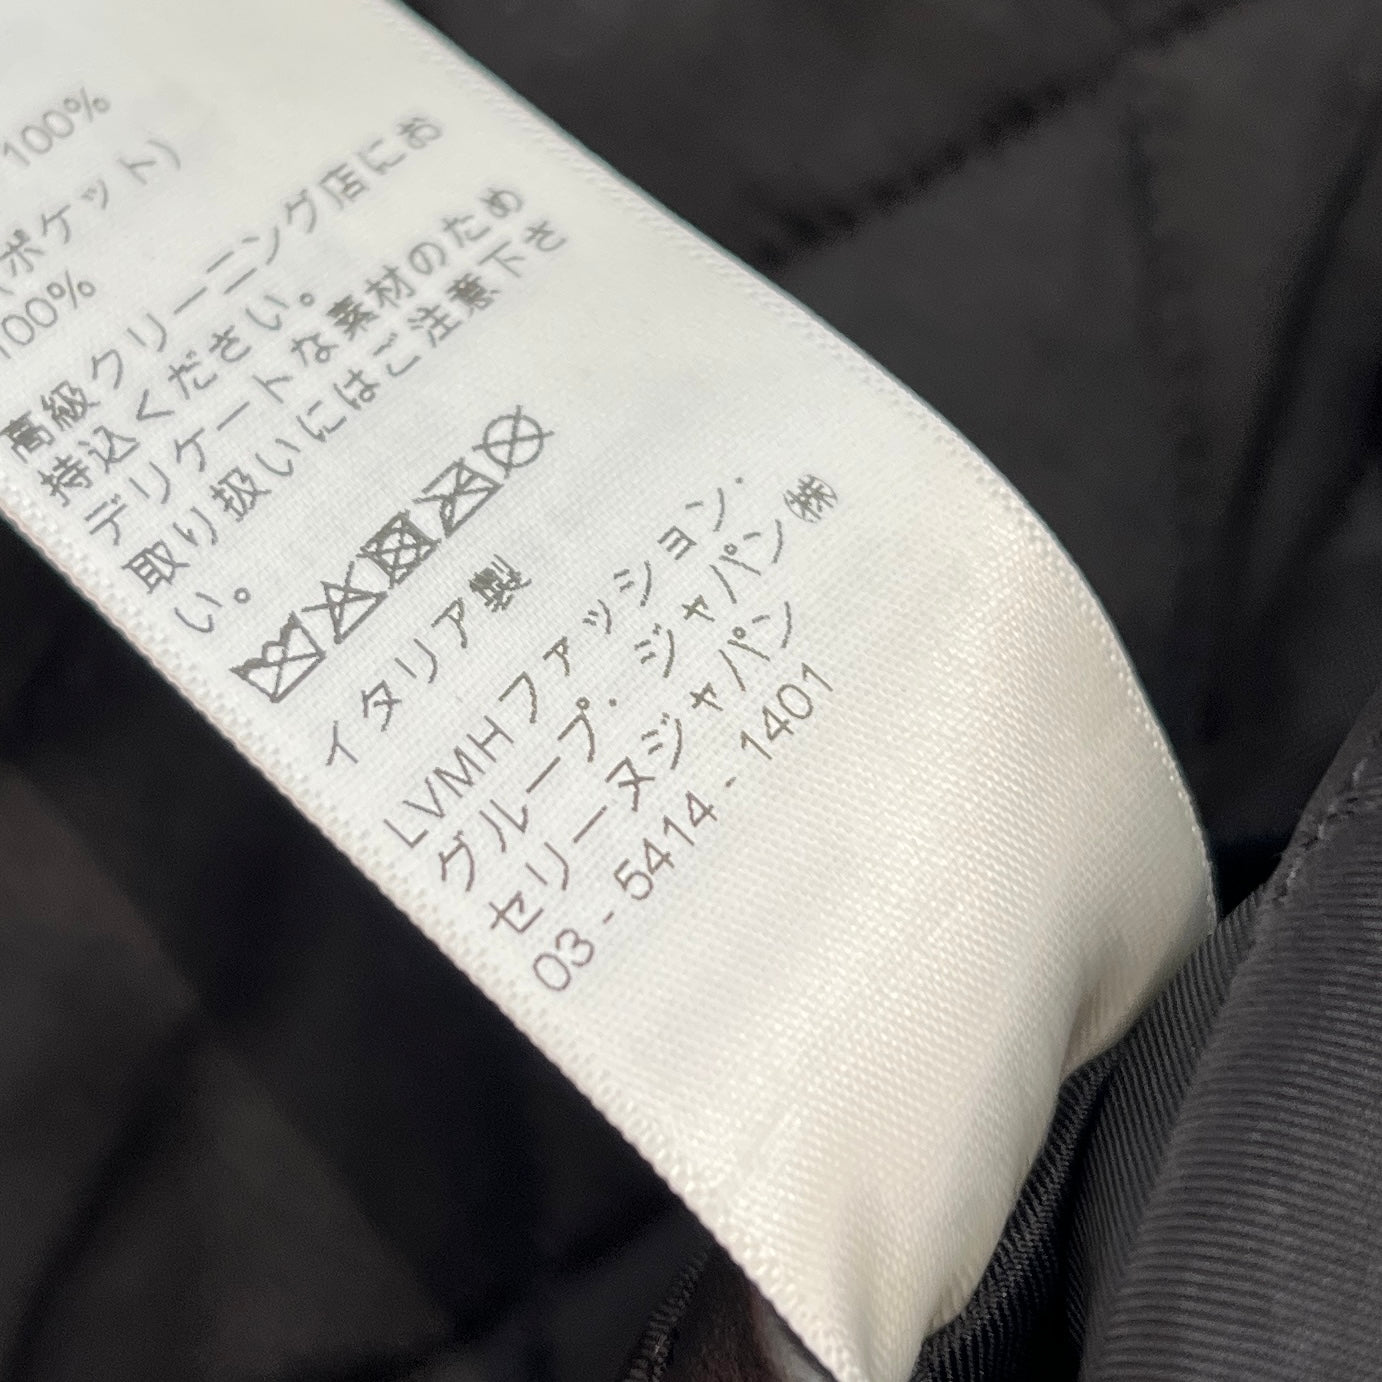 100%
(ポケット)
100%
高級クリーニング店にお
持込ください。
デリケートな素材のため
取り扱いにはご注意下さ
い。
イタリア製
LVMHファッション・
グループ・ジャパン㈱
セリーヌジャパン
03 - 5414 - 1401